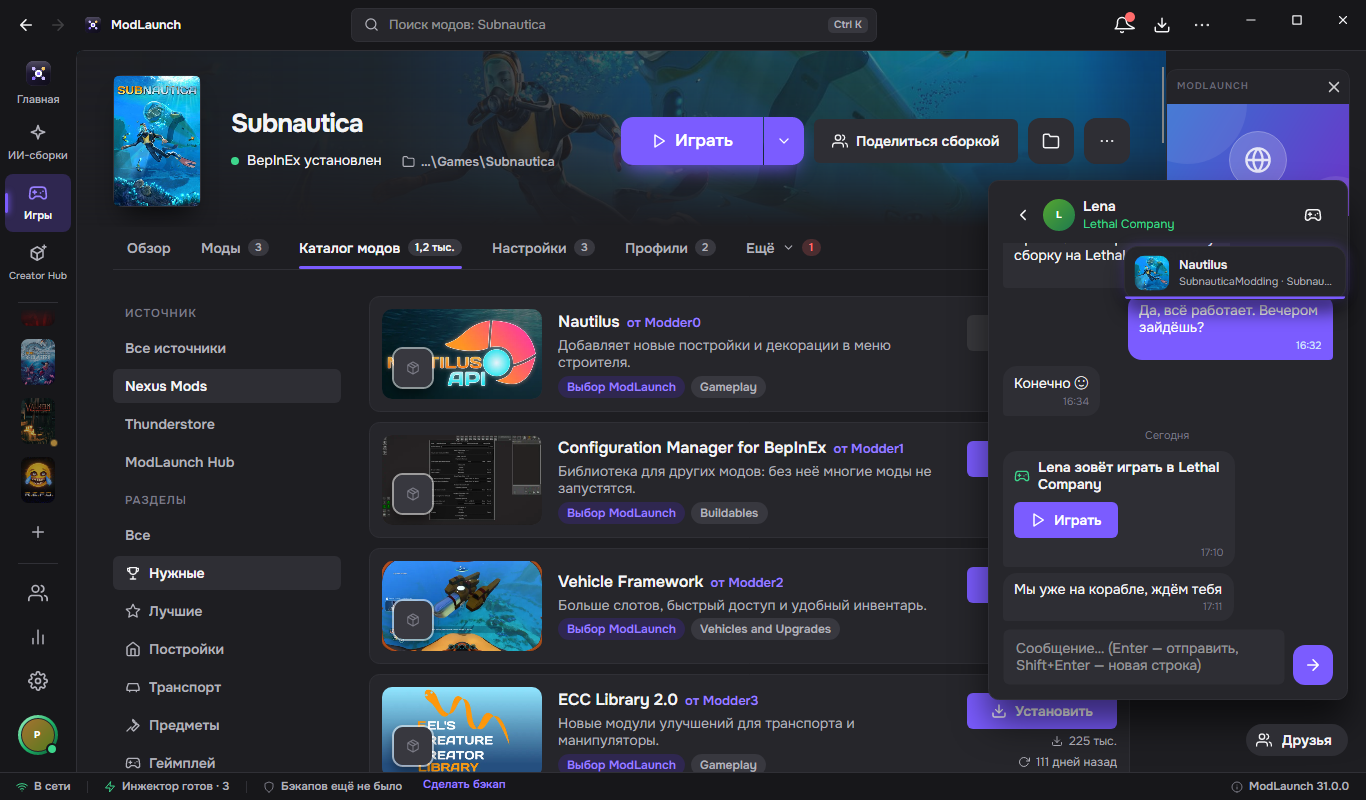 ModLaunch
Поиск модов: Subnautica
Ctrl K
Главная
ИИ-сборки
Игры
Creator Hub
R.E.P.O.
P
SUBNAUTICA
Subnautica
BepInEx установлен
...\Games\Subnautica
Играть
Поделиться сборкой
Обзор
Моды 3
Каталог модов 1,2 тыс.
Настройки 3
Профили 2
Ещё 1
ИСТОЧНИК
Все источники
Nexus Mods
Thunderstore
ModLaunch Hub
РАЗДЕЛЫ
Все
Нужные
Лучшие
Постройки
Транспорт
Предметы
Геймплей
Nautilus от Modder0
Добавляет новые постройки и декорации в меню
строителя.
Выбор ModLaunch
Gameplay
API
Configuration Manager for BepInEx от Modder1
Библиотека для других модов: без неё многие моды не
запустятся.
Выбор ModLaunch
Buildables
Vehicle Framework от Modder2
Больше слотов, быстрый доступ и удобный инвентарь.
Выбор ModLaunch
Vehicles and Upgrades
ECC Library 2.0 от Modder3
Новые модули улучшений для транспорта и
манипуляторы.
Выбор ModLaunch
Gameplay
LIBRARY
Установить
225 тыс.
111 дней назад
MODLAUNCH
L
Lena
Lethal Company
сборку на Lethal
Nautilus
SubnauticaModding · Subnau...
Да, всё работает. Вечером
зайдёшь?
16:32
Конечно
16:34
Сегодня
Lena зовёт играть в Lethal
Company
Играть
17:10
Мы уже на корабле, ждём тебя
17:11
Сообщение... (Enter — отправить,
Shift+Enter — новая строка)
Друзья
В сети
Инжектор готов · 3
Бэкапов ещё не было
Сделать бэкап
ModLaunch 31.0.0